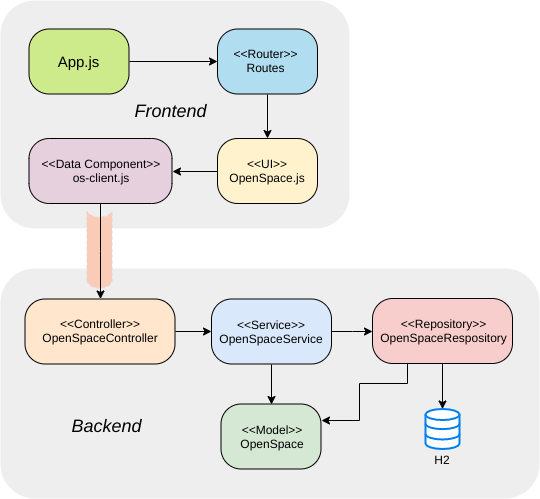 App.js
<<Router>>
Routes
Frontend
<<Data Component>>
os-client.js
<<UI>>
OpenSpace.js
<<Controller>>
OpenSpaceController
<<Service>>
OpenSpaceService
<<Repository>>
OpenSpaceRespository
Backend
<<Model>>
OpenSpace
H2